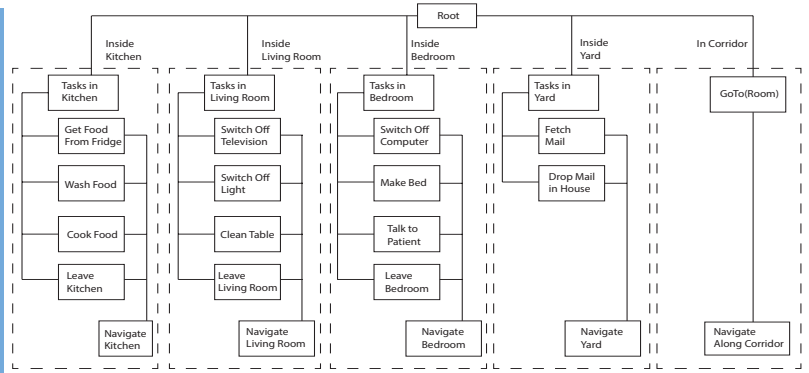 Root
Inside
Kitchen
Inside
Living Room
Inside
Bedroom
Inside
Yard
In Corridor
Tasks in
Kitchen
Get Food
From Fridge
Wash Food
Cook Food
Leave
Kitchen
Navigate
Kitchen
Tasks in
Living Room
Switch Off
Television
Switch Off
Light
Clean Table
Leave
Living Room
Navigate
Living Room
Tasks in
Bedroom
Switch Off
Computer
Make Bed
Talk to
Patient
Leave
Bedroom
Navigate
Bedroom
Tasks in
Yard
Fetch
Mail
Drop Mail
in House
Navigate
Yard
GoTo(Room)
Navigate
Along Corridor